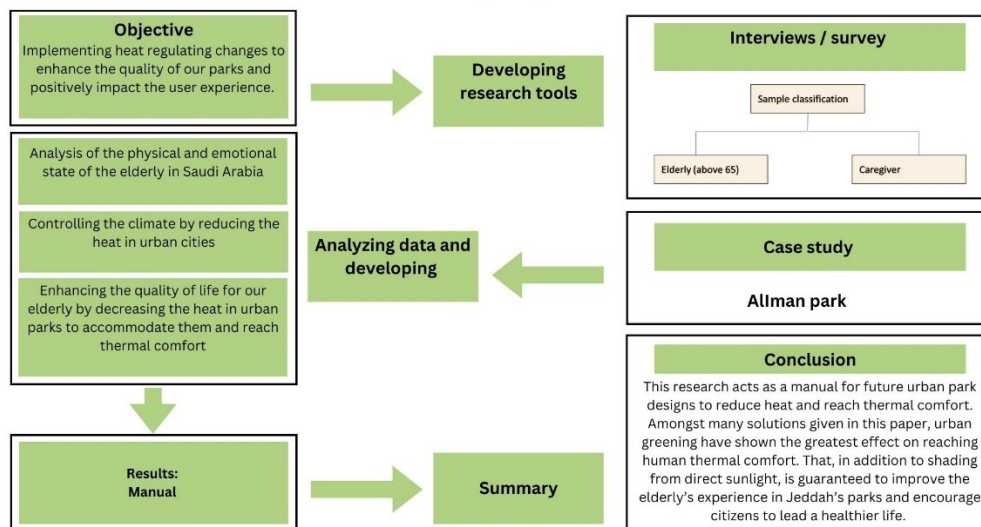 Objective
Implementing heat regulating changes to
enhance the quality of our parks and
positively impact the user experience.
Developing
research tools
Interviews / survey
Sample classification
Elderly (above 65)
Caregiver
Analysis of the physical and emotional
state of the elderly in Saudi Arabia
Controlling the climate by reducing the
heat in urban cities
Enhancing the quality of life for our
elderly by decreasing the heat in urban
parks to accommodate them and reach
thermal comfort
Analyzing data and
developing
Case study
AlIman park
Results:
Manual
Summary
Conclusion
This research acts as a manual for future urban park
designs to reduce heat and reach thermal comfort.
Amongst many solutions given in this paper, urban
greening have shown the greatest effect on reaching
human thermal comfort. That, in addition to shading
from direct sunlight, is guaranteed to improve the
elderly’s experience in Jeddah’s parks and encourage
citizens to lead a healthier life.